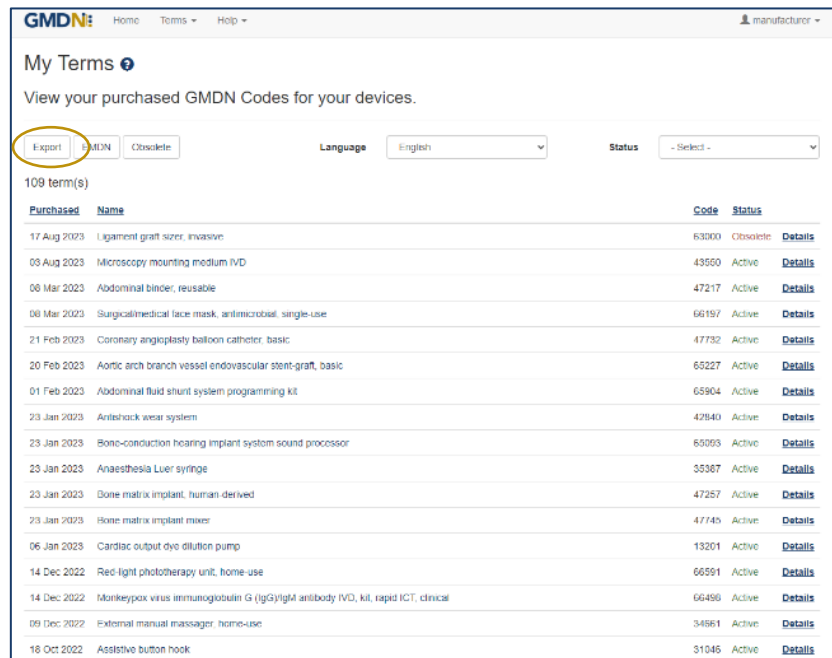 GMDN Home Terms Help manufacturer
My Terms ?
View your purchased GMDN Codes for your devices.
Export EMDN Obsolete Language English Status - Select -
109 term(s)
Purchased Name Code Status
17 Aug 2023 Ligament graft sizer, invasive 63000 Obsolete Details
03 Aug 2023 Microscopy mounting medium IVD 43550 Active Details
08 Mar 2023 Abdominal binder, reusable 47217 Active Details
08 Mar 2023 Surgical/medical face mask, antimicrobial, single-use 66197 Active Details
21 Feb 2023 Coronary angioplasty balloon catheter, basic 47732 Active Details
20 Feb 2023 Aortic arch branch vessel endovascular stent-graft, basic 65227 Active Details
01 Feb 2023 Abdominal fluid shunt system programming kit 65904 Active Details
23 Jan 2023 Antishock wear system 42840 Active Details
23 Jan 2023 Bone-conduction hearing implant system sound processor 65093 Active Details
23 Jan 2023 Anaesthesia Luer syringe 35387 Active Details
23 Jan 2023 Bone matrix implant, human-derived 47257 Active Details
23 Jan 2023 Bone matrix implant mixer 47745 Active Details
06 Jan 2023 Cardiac output dye dilution pump 13201 Active Details
14 Dec 2022 Red-light phototherapy unit, home-use 66591 Active Details
14 Dec 2022 Monkeypox virus immunoglobulin G (IgG)/IgM antibody IVD, kit, rapid ICT, clinical 66496 Active Details
09 Dec 2022 External manual massager, home-use 34661 Active Details
18 Oct 2022 Assistive button hook 31046 Active Details